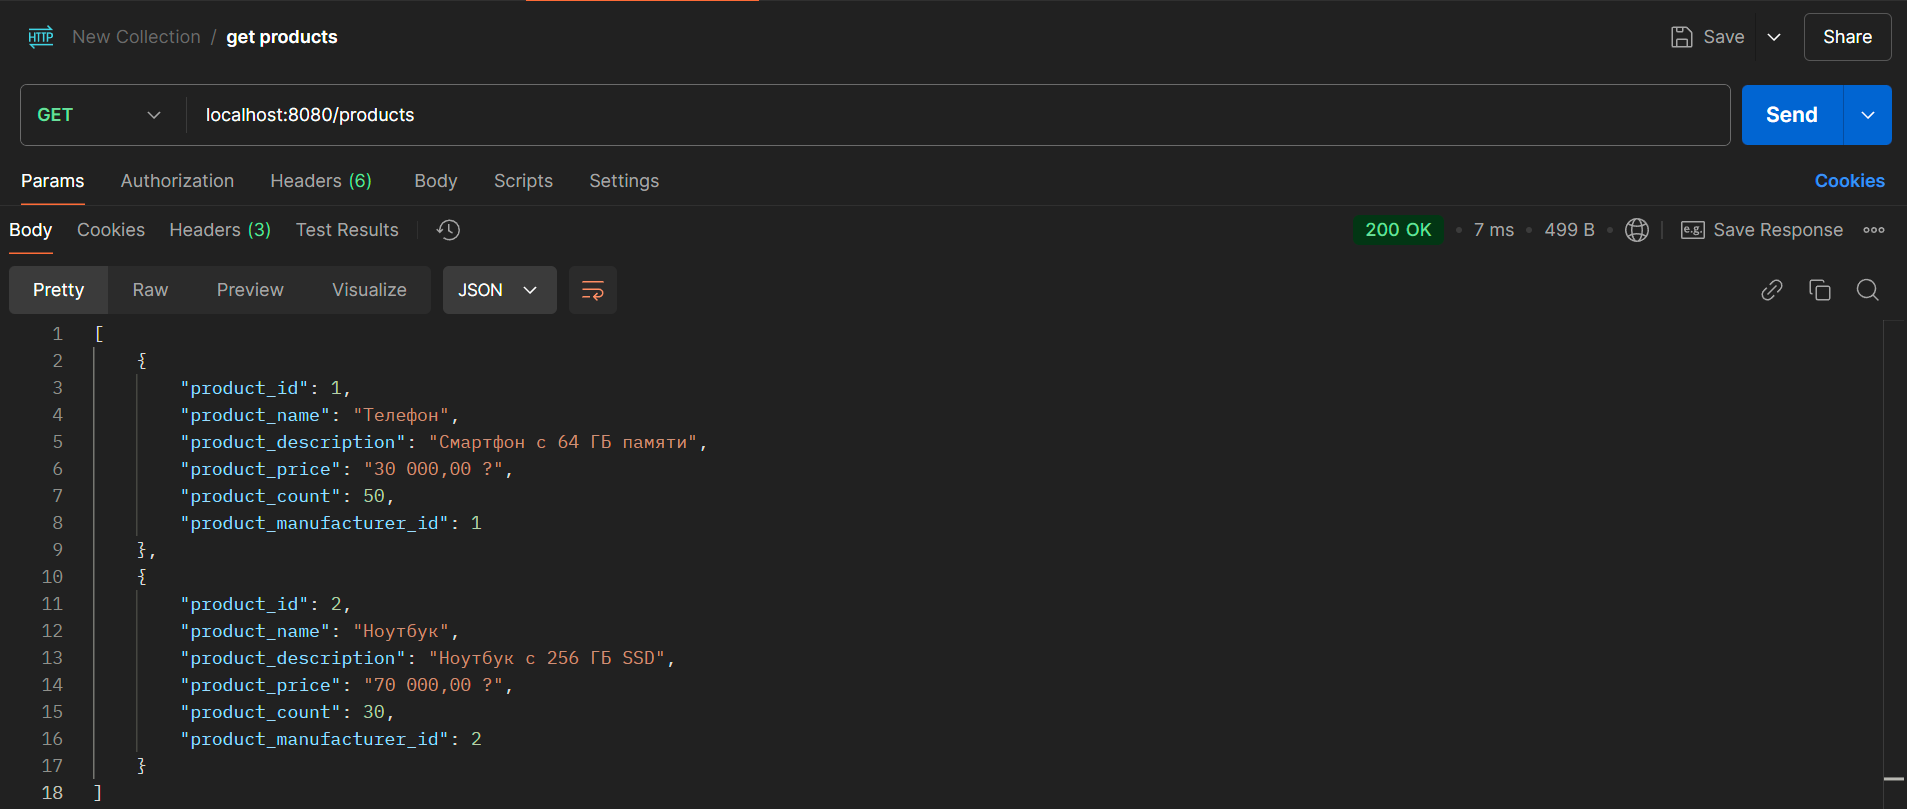 HTTP New Collection / get products Save Share
GET localhost:8080/products Send
Params Authorization Headers (6) Body Scripts Settings Cookies
Body Cookies Headers (3) Test Results 200 OK • 7 ms • 499 B • e.g. Save Response
Pretty Raw Preview Visualize JSON
1 [
2 {
3 "product_id": 1,
4 "product_name": "Телефон",
5 "product_description": "Смартфон с 64 ГБ памяти",
6 "product_price": "30 000,00 ?",
7 "product_count": 50,
8 "product_manufacturer_id": 1
9 },
10 {
11 "product_id": 2,
12 "product_name": "Ноутбук",
13 "product_description": "Ноутбук с 256 ГБ SSD",
14 "product_price": "70 000,00 ?",
15 "product_count": 30,
16 "product_manufacturer_id": 2
17 }
18 ]